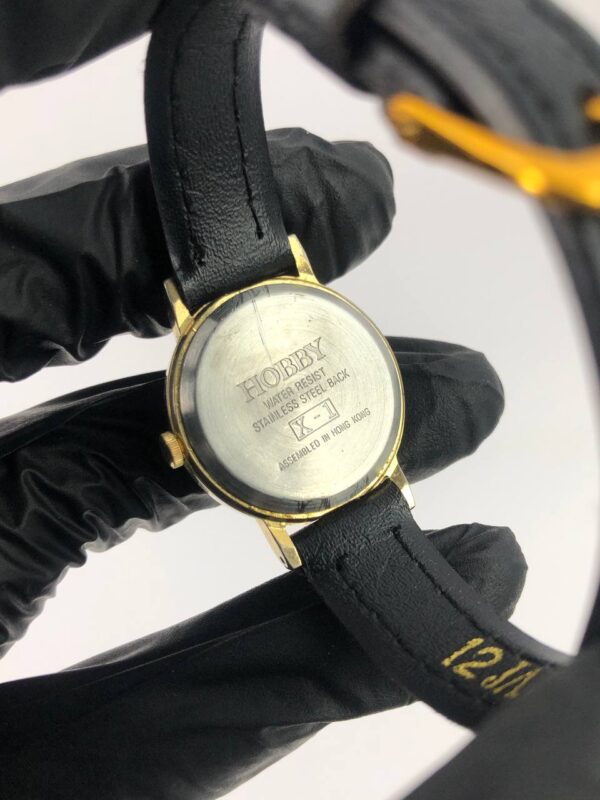 HOBBY
WATER RESIST
STAINLESS STEEL BACK
X-1
ASSEMBLED IN HONG KONG